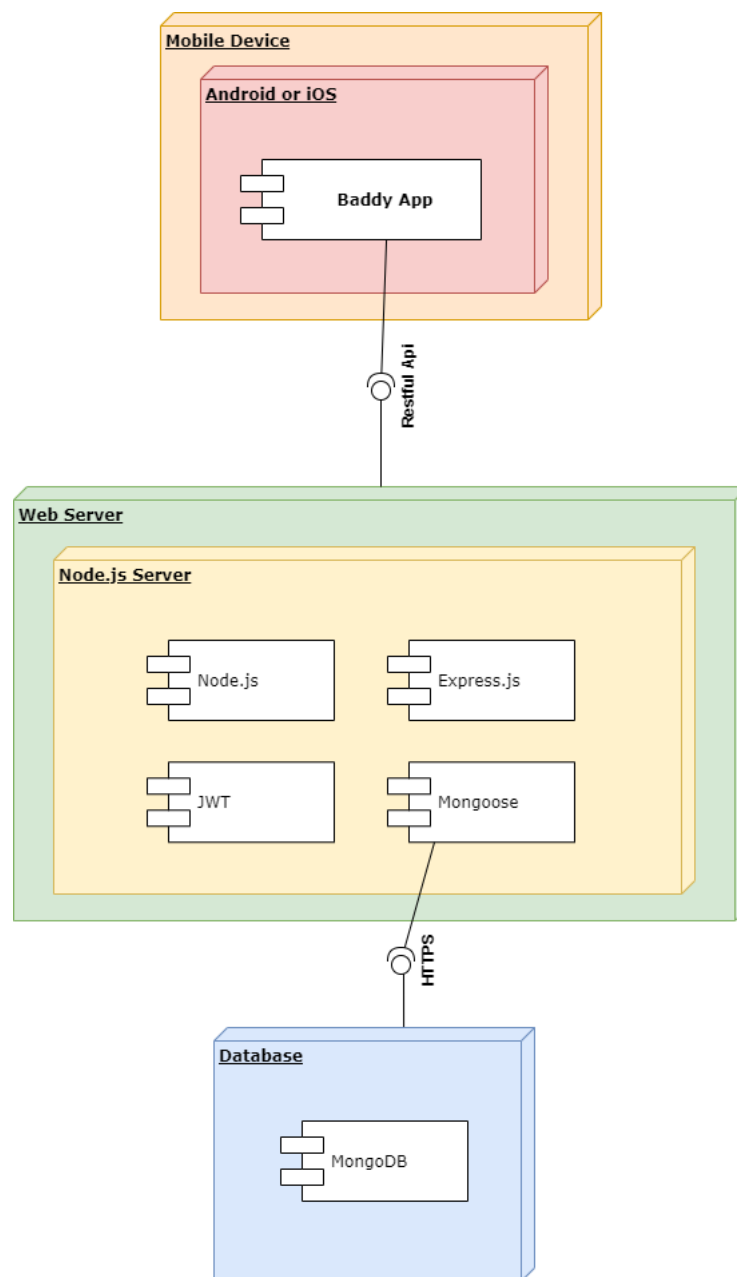 Mobile Device
Android or iOS
Baddy App
Restful Api
Web Server
Node.js Server
Node.js
Express.js
JWT
Mongoose
HTTPS
Database
MongoDB